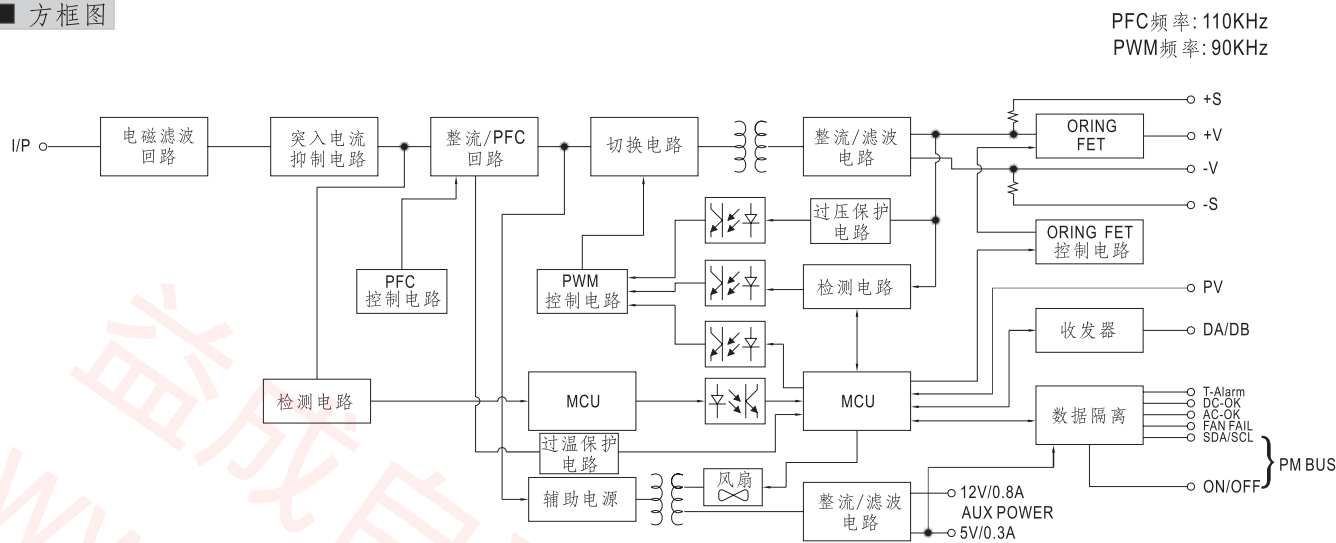 ■ 方框图
PFC频率: 110KHz
PWM频率: 90KHz
I/P
电磁滤波
回路
突入电流
抑制电路
整流/PFC
回路
切换电路
整流/滤波
电路
ORING
FET
+S
+V
-V
-S
过压保护
电路
ORING FET
控制电路
PFC
控制电路
PWM
控制电路
检测电路
PV
收发器
DA/DB
检测电路
MCU
MCU
数据隔离
T-Alarm
DC-OK
AC-OK
FAN FAIL
SDA/SCL
PM BUS
ON/OFF
过温保护
电路
辅助电源
风扇
整流/滤波
电路
12V/0.8A
AUX POWER
5V/0.3A
益成自
WW